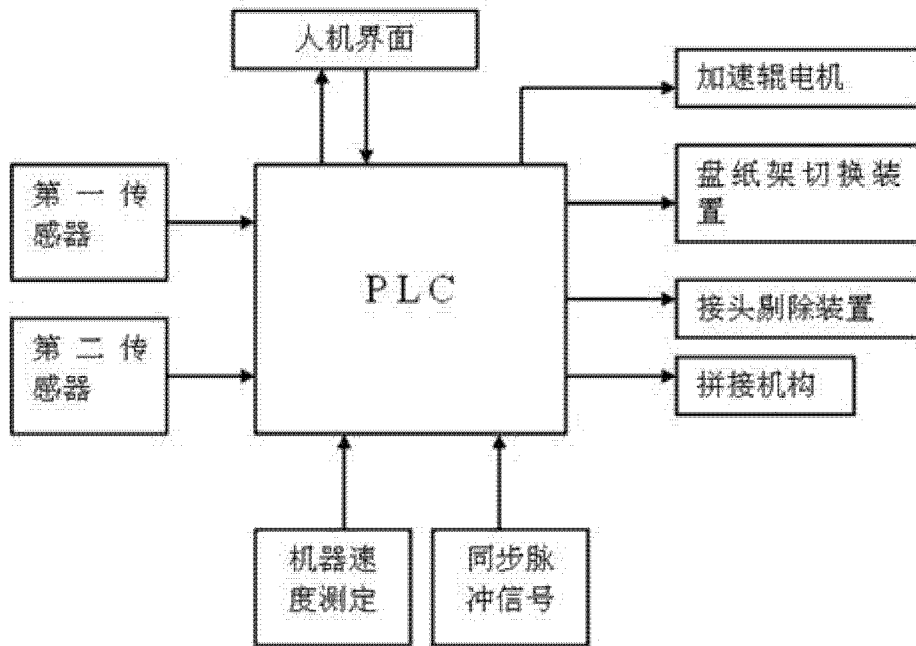 人机界面
加速辊电机
第一传
感器
盘纸架切换装
置
PLC
接头剔除装置
第二传
感器
拼接机构
机器速
度测定
同步脉
冲信号